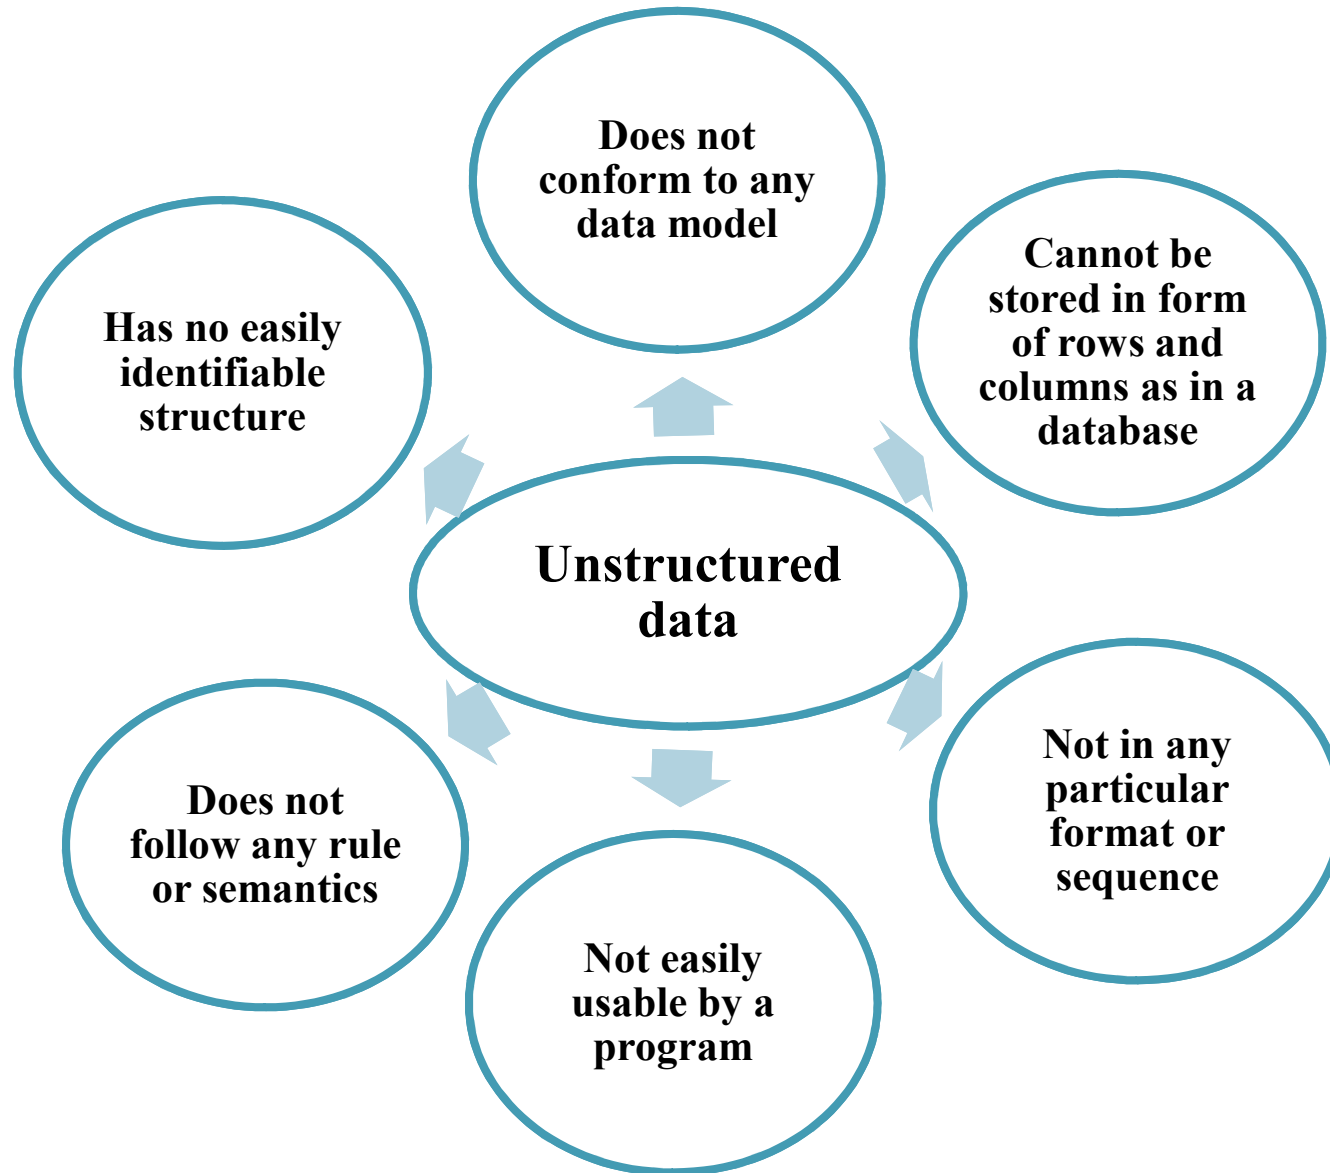 Does not
conform to any
data model
Cannot be
stored in form
of rows and
columns as in a
database
Has no easily
identifiable
structure
Unstructured
data
Not in any
particular
format or
sequence
Does not
follow any rule
or semantics
Not easily
usable by a
program